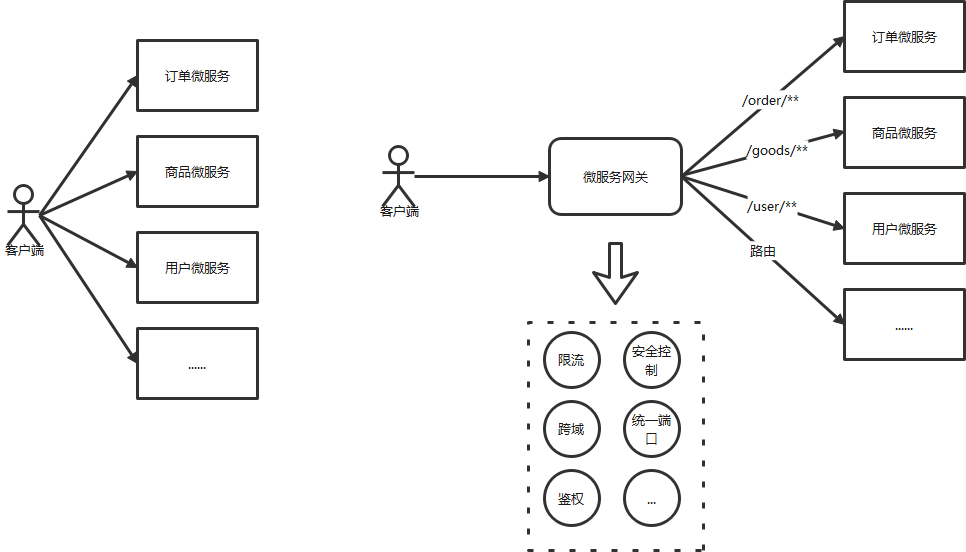 订单微服务
商品微服务
客户端
用户微服务
......
客户端
微服务网关
/order/**
/goods/**
/user/**
路由
订单微服务
商品微服务
用户微服务
......
限流
安全控
制
跨域
统一端
口
鉴权
...